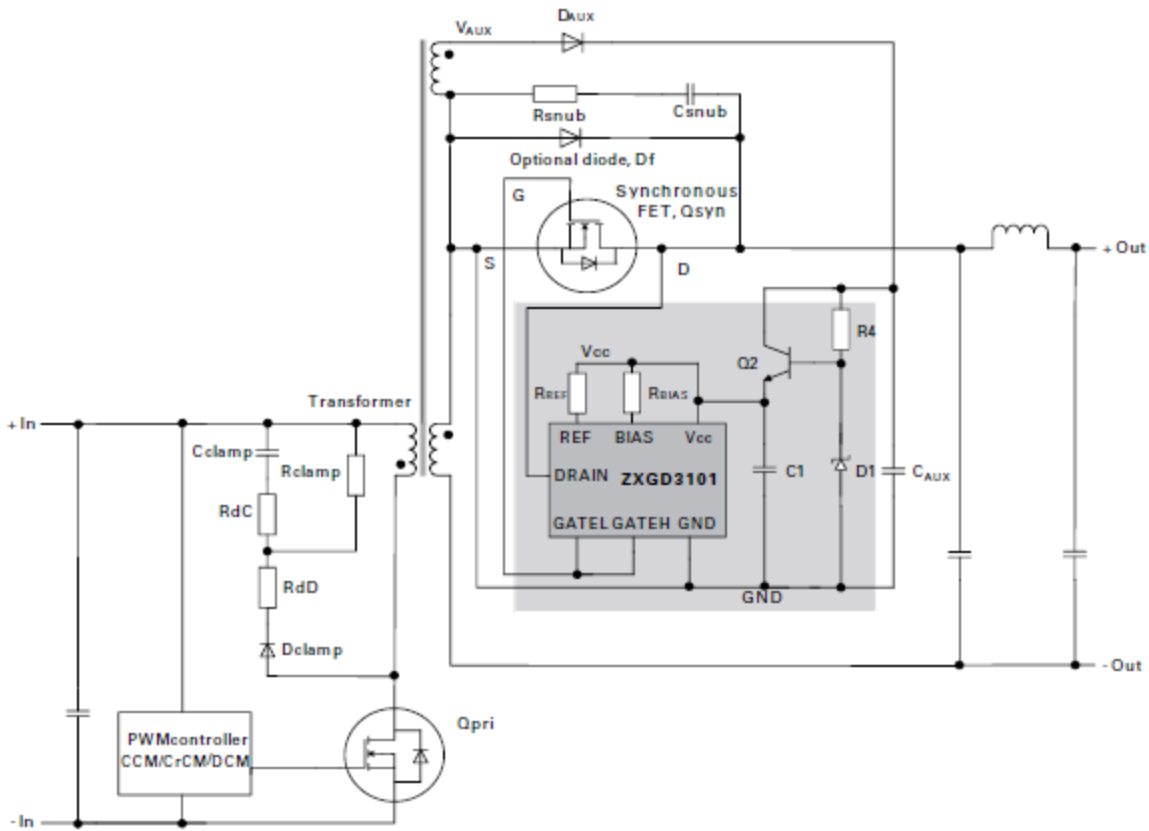 DAUX
VAUX
Rsnub
Csnub
Optional diode, Df
G
Synchronous
FET, Qsyn
+ Out
S
D
R4
Vcc
Q2
RREF
RBIAS
Transformer
+ In
REF BIAS Vcc
Cclamp
Rclamp
DRAIN ZXGD3101
C1
D1
CAUX
RdC
GATEL GATEH GND
RdD
GND
Dclamp
- Out
Qpri
PWMcontroller
CCM/CrCM/DCM
- In